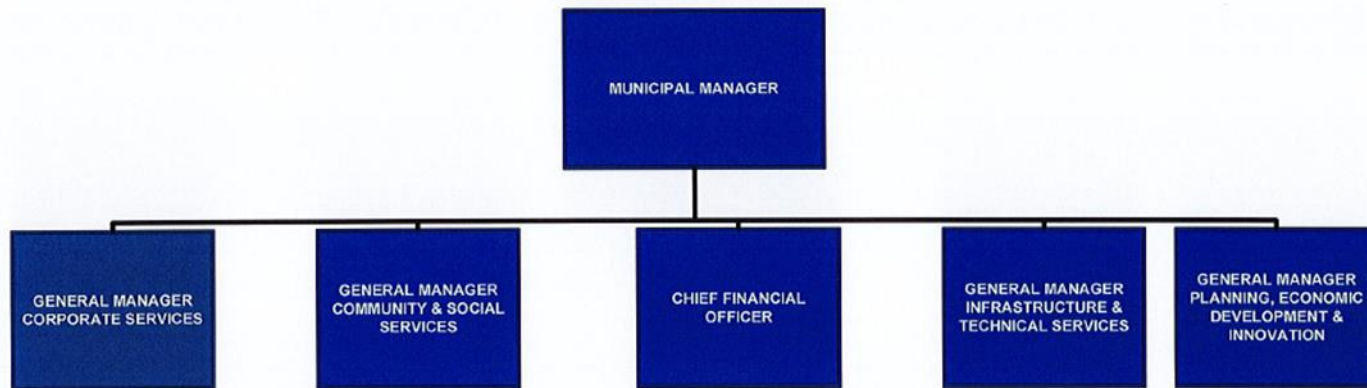 MUNICIPAL MANAGER
GENERAL MANAGER
CORPORATE SERVICES
GENERAL MANAGER
COMMUNITY & SOCIAL
SERVICES
CHIEF FINANCIAL
OFFICER
GENERAL MANAGER
INFRASTRUCTURE &
TECHNICAL SERVICES
GENERAL MANAGER
PLANNING, ECONOMIC
DEVELOPMENT &
INNOVATION